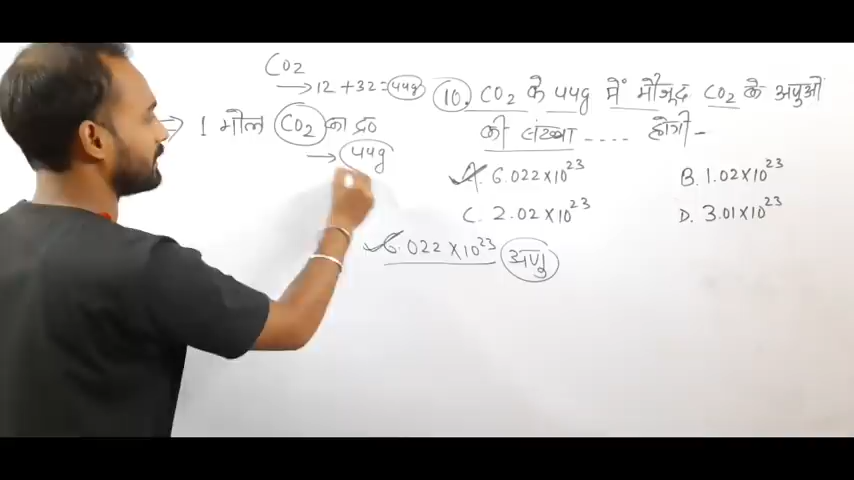 CO2
→ 12 + 32 = 44g
⇒ 1 मोल CO2 का द्र०
→ 44g
10. CO2 के 44g में मौजूद CO2 के अणुओं
की संख्या .... होगी -
A. 6.022×10^23 B. 1.02×10^23
C. 2.02×10^23 D. 3.01×10^23
6.022×10^23 अणु